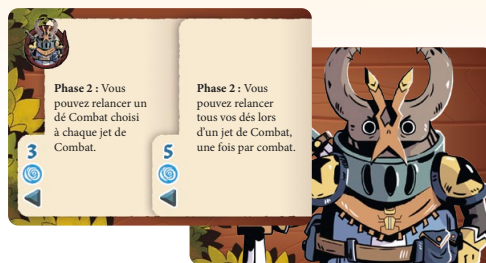 Phase 2 : Vous
pouvez relancer un
dé Combat choisi
à chaque jet de
Combat.
3
Phase 2 : Vous
pouvez relancer
tous vos dés lors
d'un jet de Combat,
une fois par combat.
5